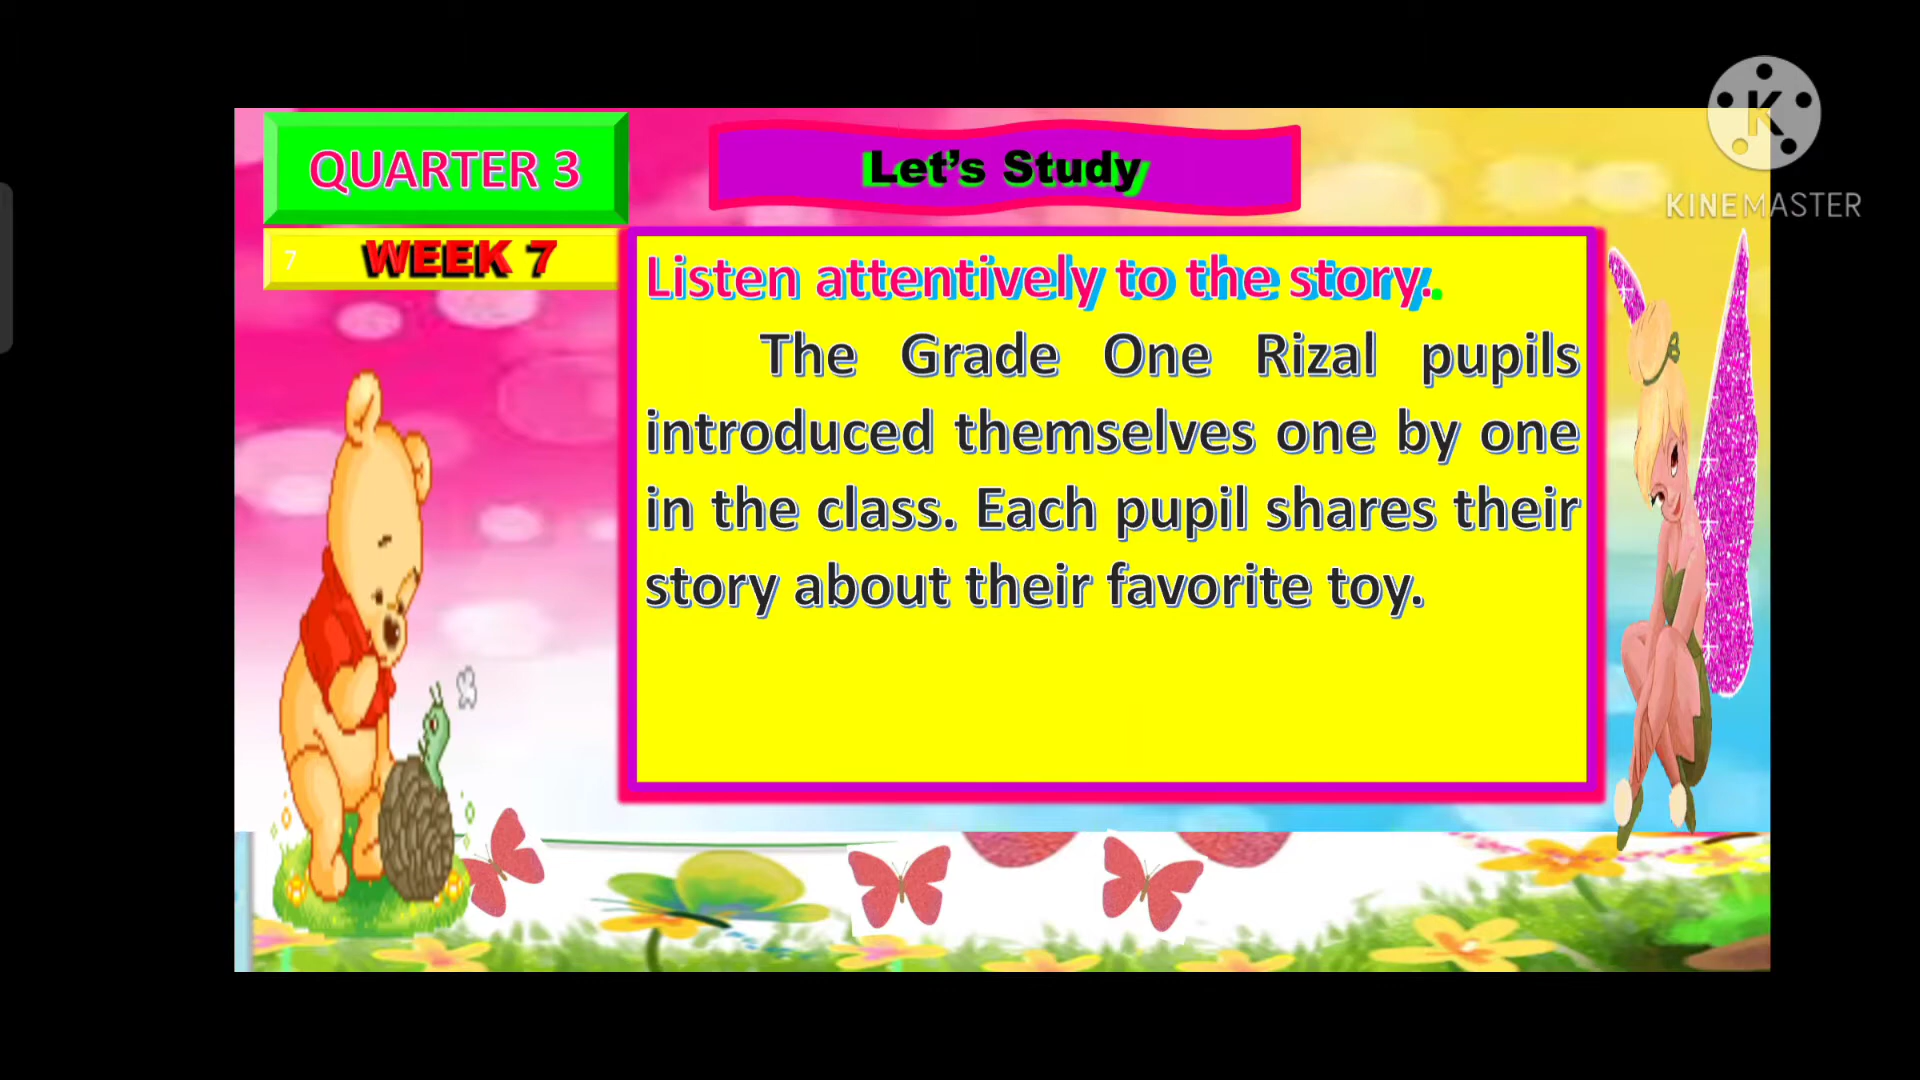 QUARTER 3
Let's Study
K
KINEMASTER
7
WEEK 7
Listen attentively to the story..
The Grade One Rizal pupils
introduced themselves one by one
in the class. Each pupil shares their
story about their favorite toy.